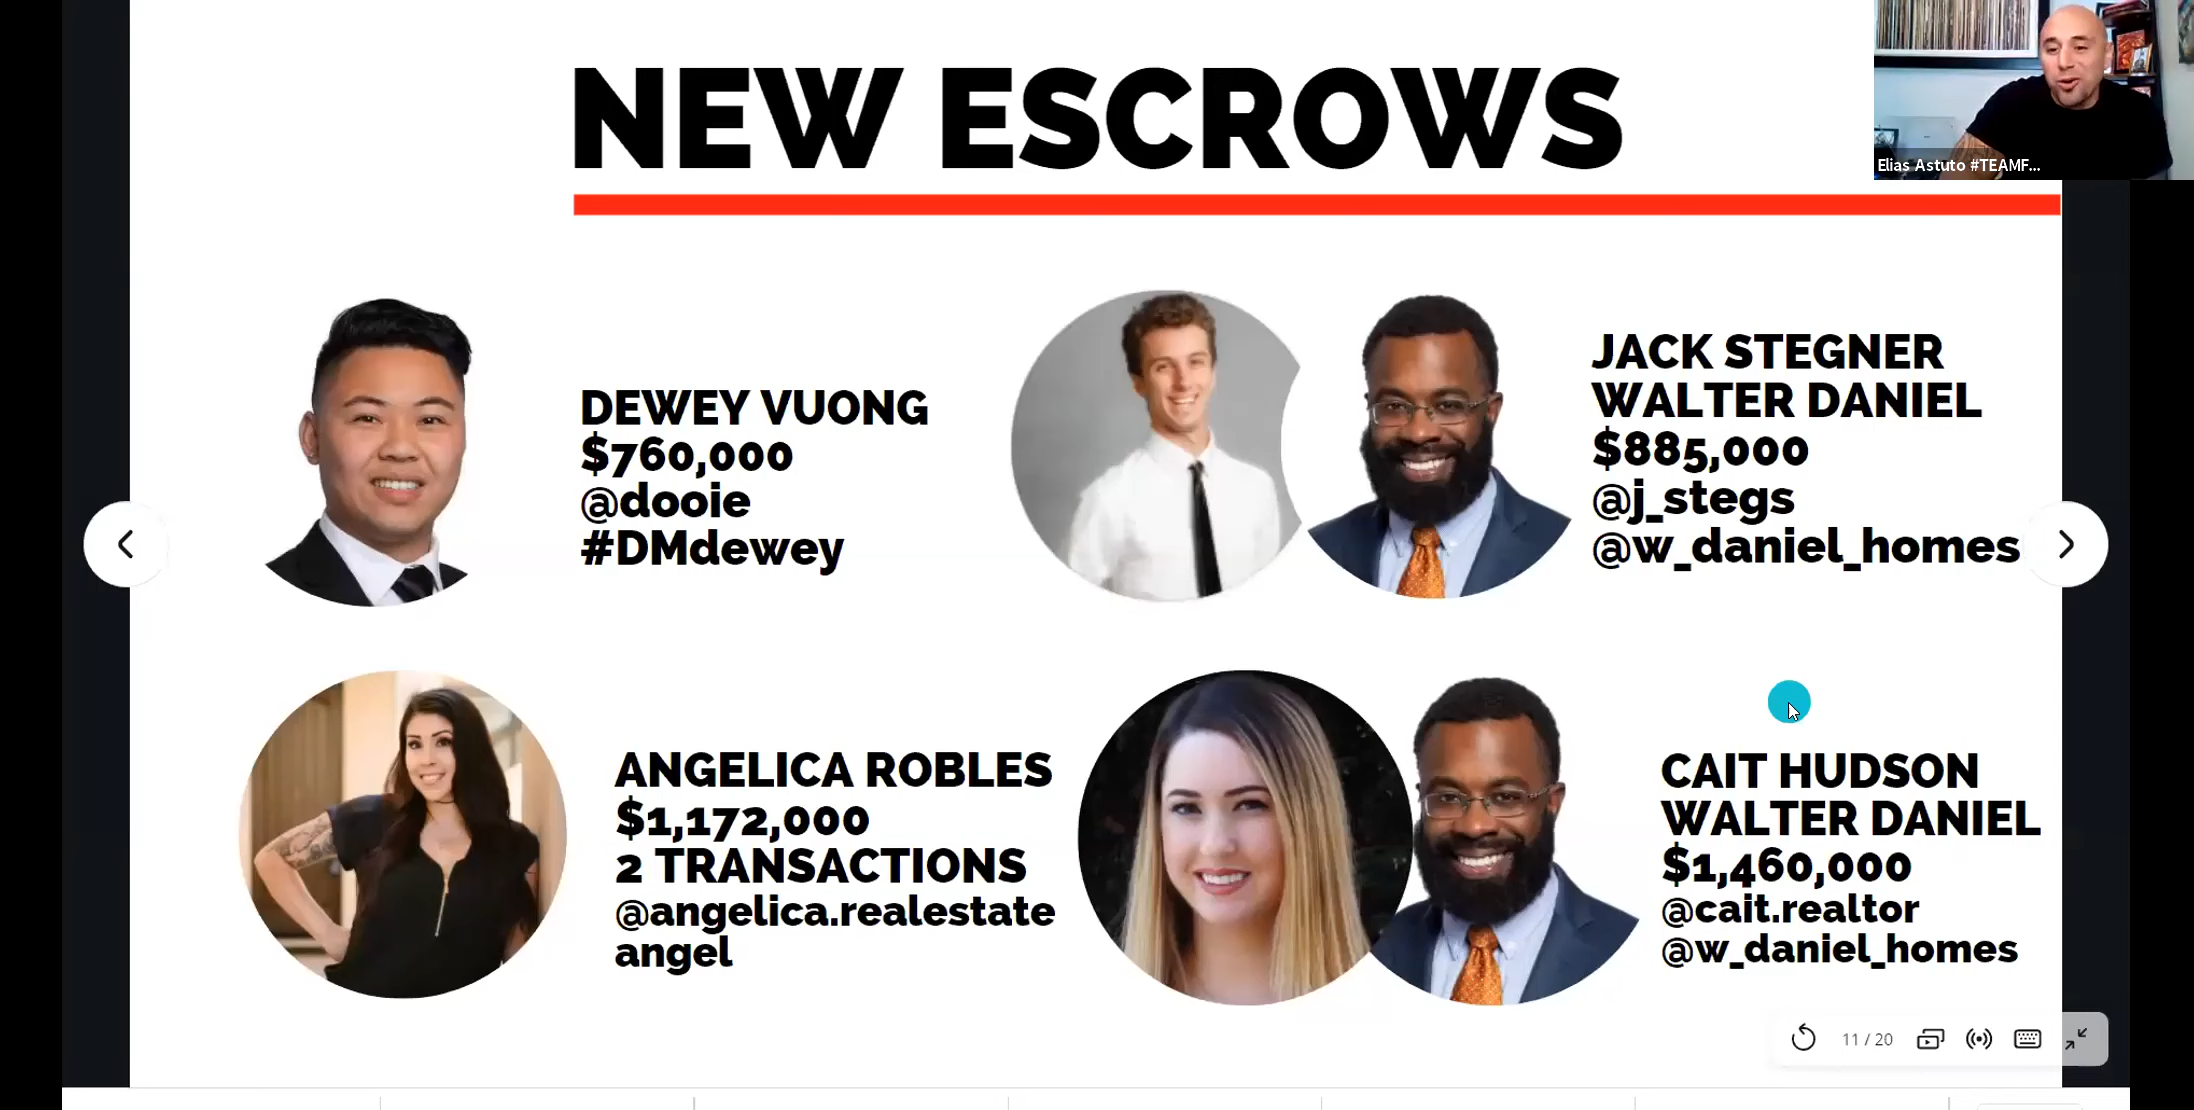 NEW ESCROWS
Elias Astuto #TEAMF...
DEWEY VUONG
$760,000
@dooie
#DMdewey
JACK STEGNER
WALTER DANIEL
$885,000
@j_stegs
@w_daniel_homes
ANGELICA ROBLES
$1,172,000
2 TRANSACTIONS
@angelica.realestate
angel
CAIT HUDSON
WALTER DANIEL
$1,460,000
@cait.realtor
@w_daniel_homes
11 / 20